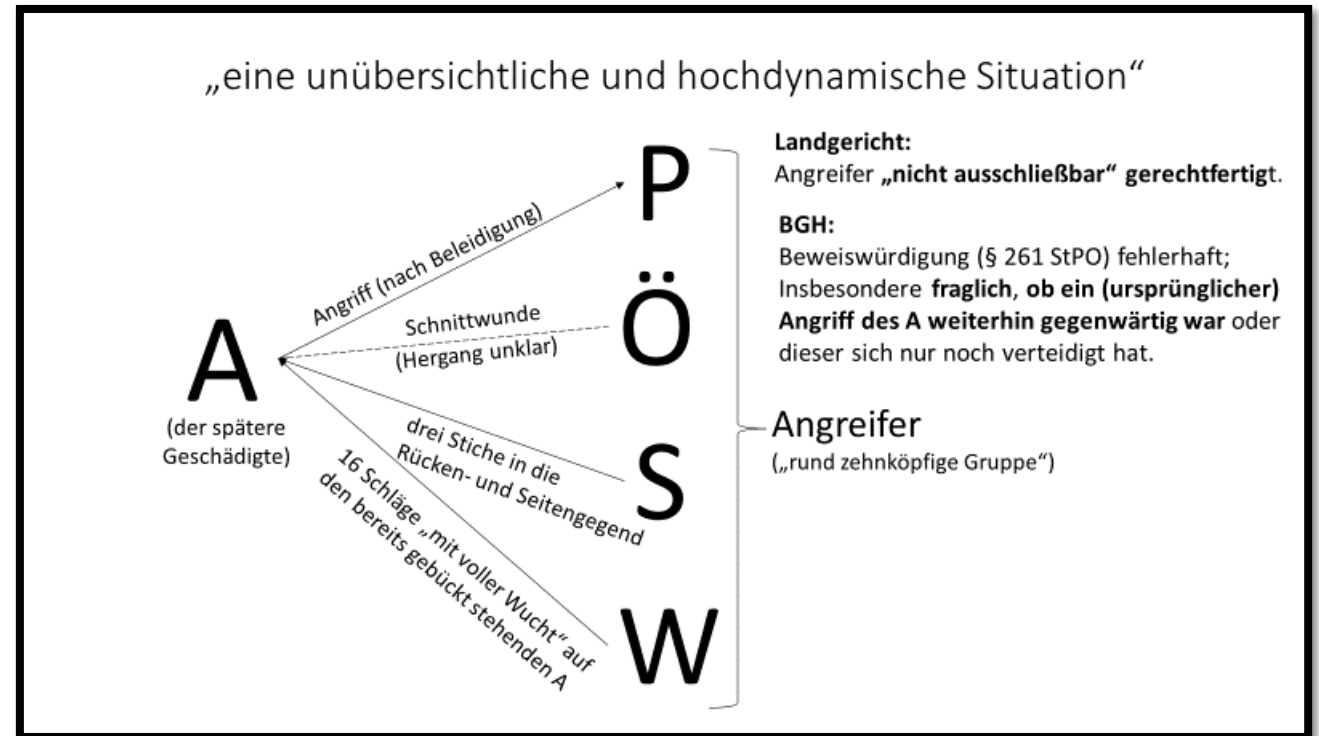 „eine unübersichtliche und hochdynamische Situation“
A
(der spätere
Geschädigte)
Angriff (nach Beleidigung)
Schnittwunde
(Hergang unklar)
drei Stiche in die
Rücken- und Seitengegend
16 Schläge „mit voller Wucht“ auf
den bereits gebückt stehenden A
P
Ö
S
W
Landgericht:
Angreifer „nicht ausschließbar“ gerechtfertigt.
BGH:
Beweiswürdigung (§ 261 StPO) fehlerhaft;
Insbesondere fraglich, ob ein (ursprünglicher)
Angriff des A weiterhin gegenwärtig war oder
dieser sich nur noch verteidigt hat.
Angreifer
(„rund zehnköpfige Gruppe“)